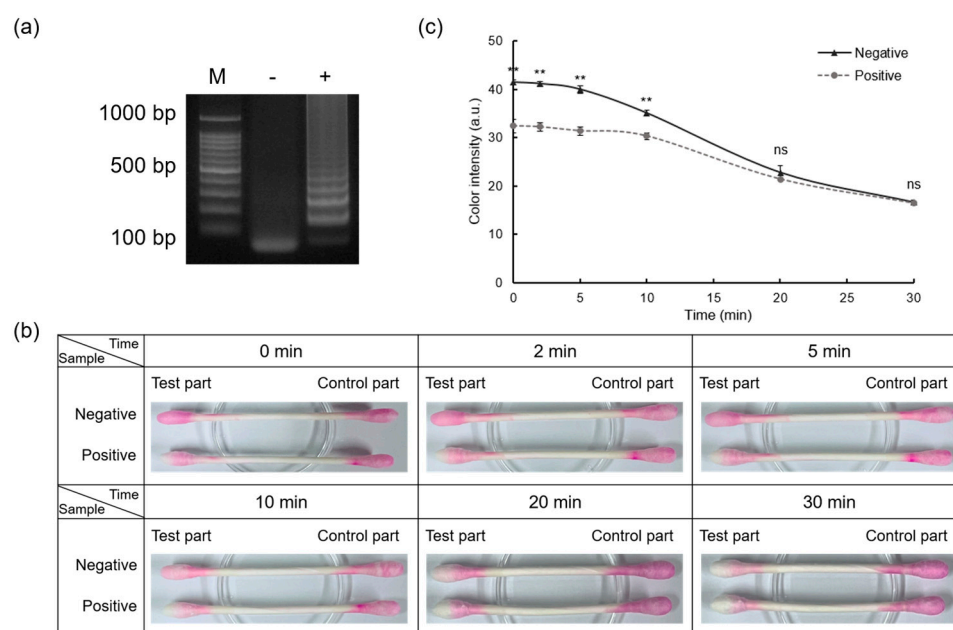 (a)
M - +
1000 bp
500 bp
100 bp
(c)
50
40
30
20
10
0
Color intensity (a.u.)
** ** ** ** ns ns
Negative
Positive
0 5 10 15 20 25 30
Time (min)
(b)
Time
Sample
0 min 2 min 5 min
Test part Control part Test part Control part Test part Control part
Negative
Positive
Time
Sample
10 min 20 min 30 min
Test part Control part Test part Control part Test part Control part
Negative
Positive